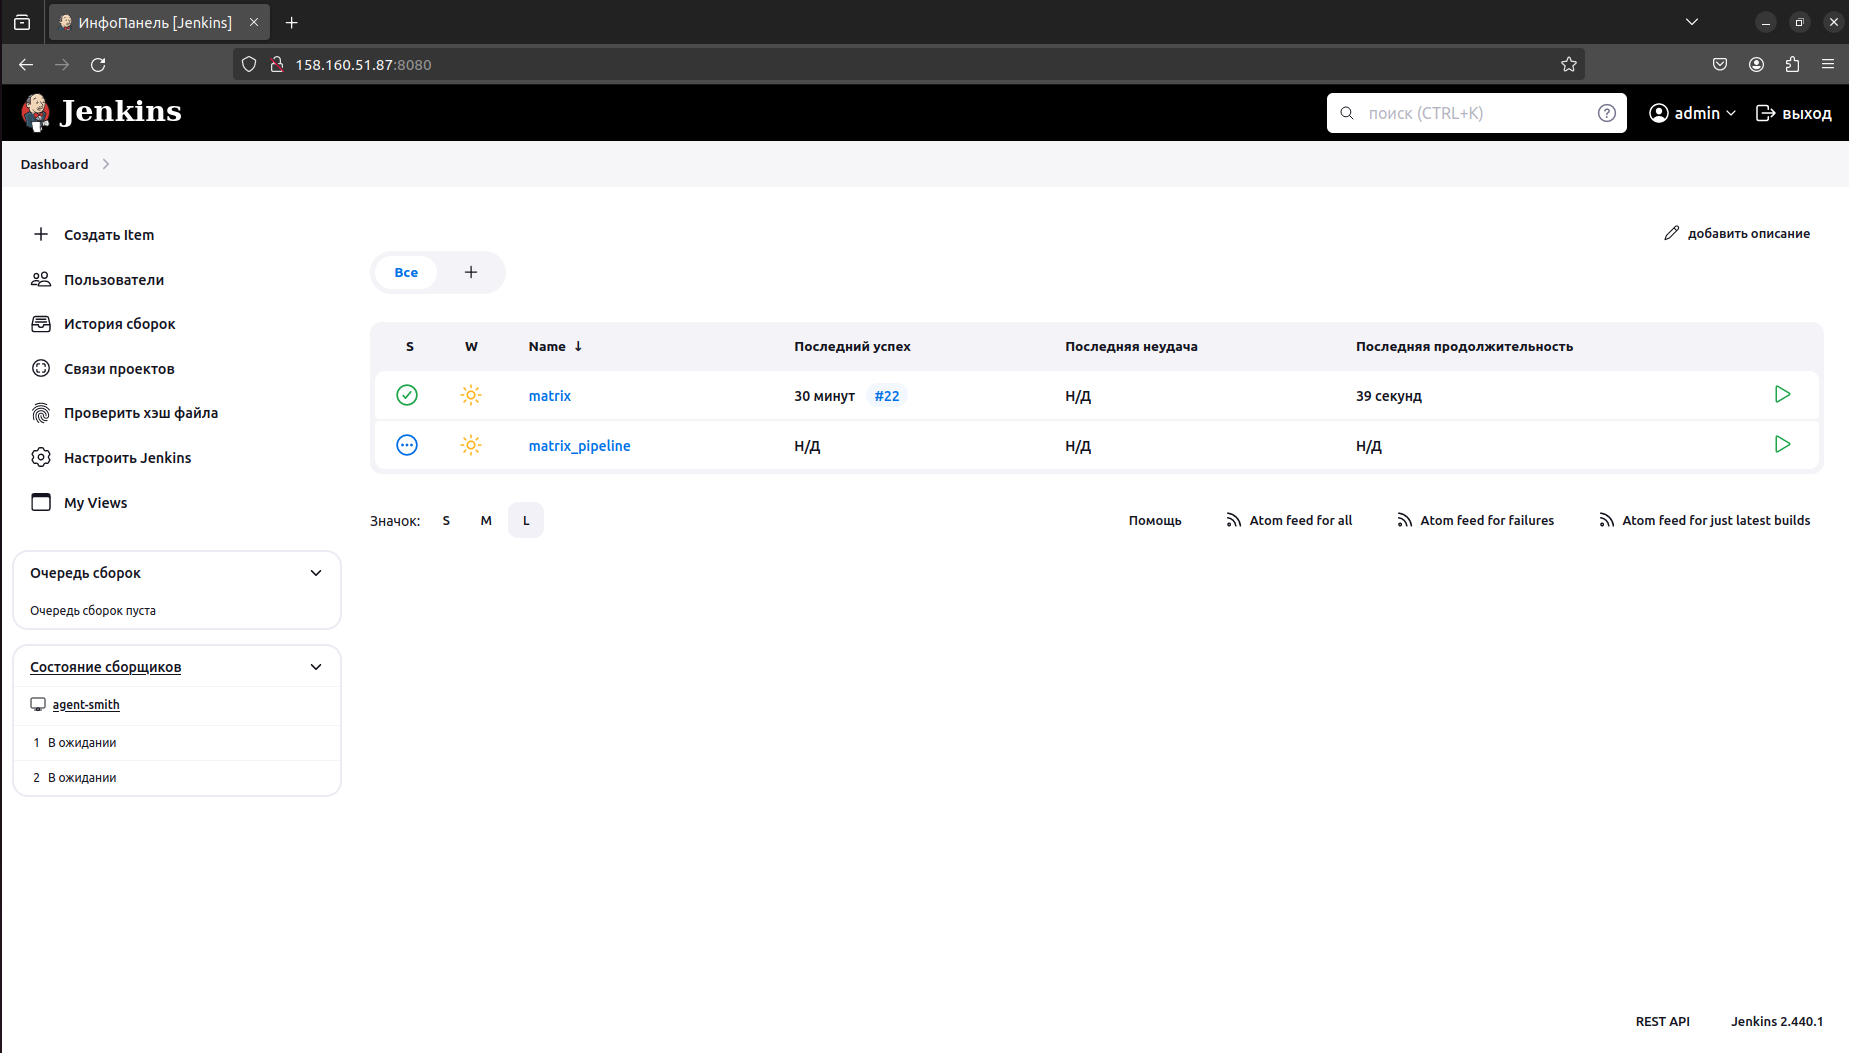 ИнфоПанель [Jenkins]
158.160.51.87:8080
Jenkins
поиск (CTRL+K)
admin
выход
Dashboard
Создать Item
Пользователи
История сборок
Связи проектов
Проверить хэш файла
Настроить Jenkins
My Views
Очередь сборок
Очередь сборок пуста
Состояние сборщиков
agent-smith
1 В ожидании
2 В ожидании
добавить описание
Все +
S W Name ↓ Последний успех Последняя неудача Последняя продолжительность
matrix 30 минут #22 Н/Д 39 секунд
matrix_pipeline Н/Д Н/Д Н/Д
Значок: S M L
Помощь Atom feed for all Atom feed for failures Atom feed for just latest builds
REST API Jenkins 2.440.1